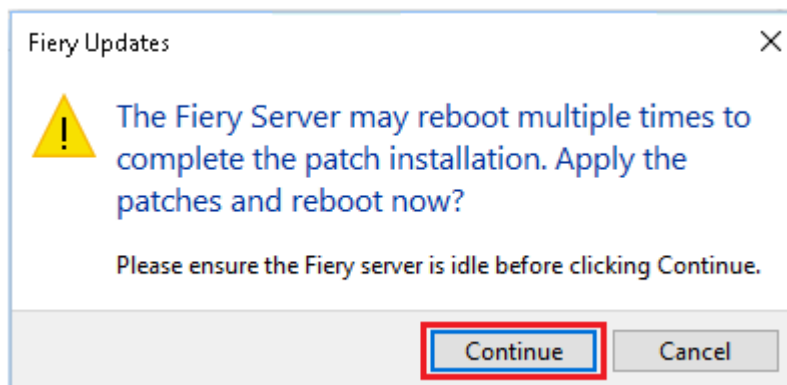 Fiery Updates
The Fiery Server may reboot multiple times to
complete the patch installation. Apply the
patches and reboot now?
Please ensure the Fiery server is idle before clicking Continue.
Continue Cancel